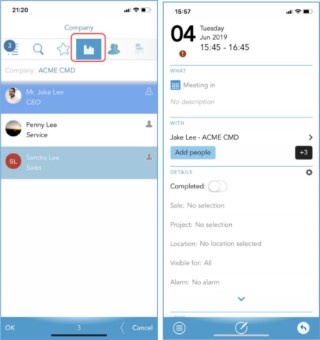 21:20
Company
3
Company: ACME CMD
Mr. Jake Lee
CEO
Penny Lee
Service
SL
Sandra Lee
Sales
OK
3
Cancel
15:57
04
Tuesday
Jun 2019
15:45 - 16:45
WHAT
Meeting in
No description
WITH
Jake Lee - ACME CMD
Add people
+3
DETAILS
Completed:
Sale: No selection
Project: No selection
Location: No location selected
Visible for: All
Alarm: No alarm